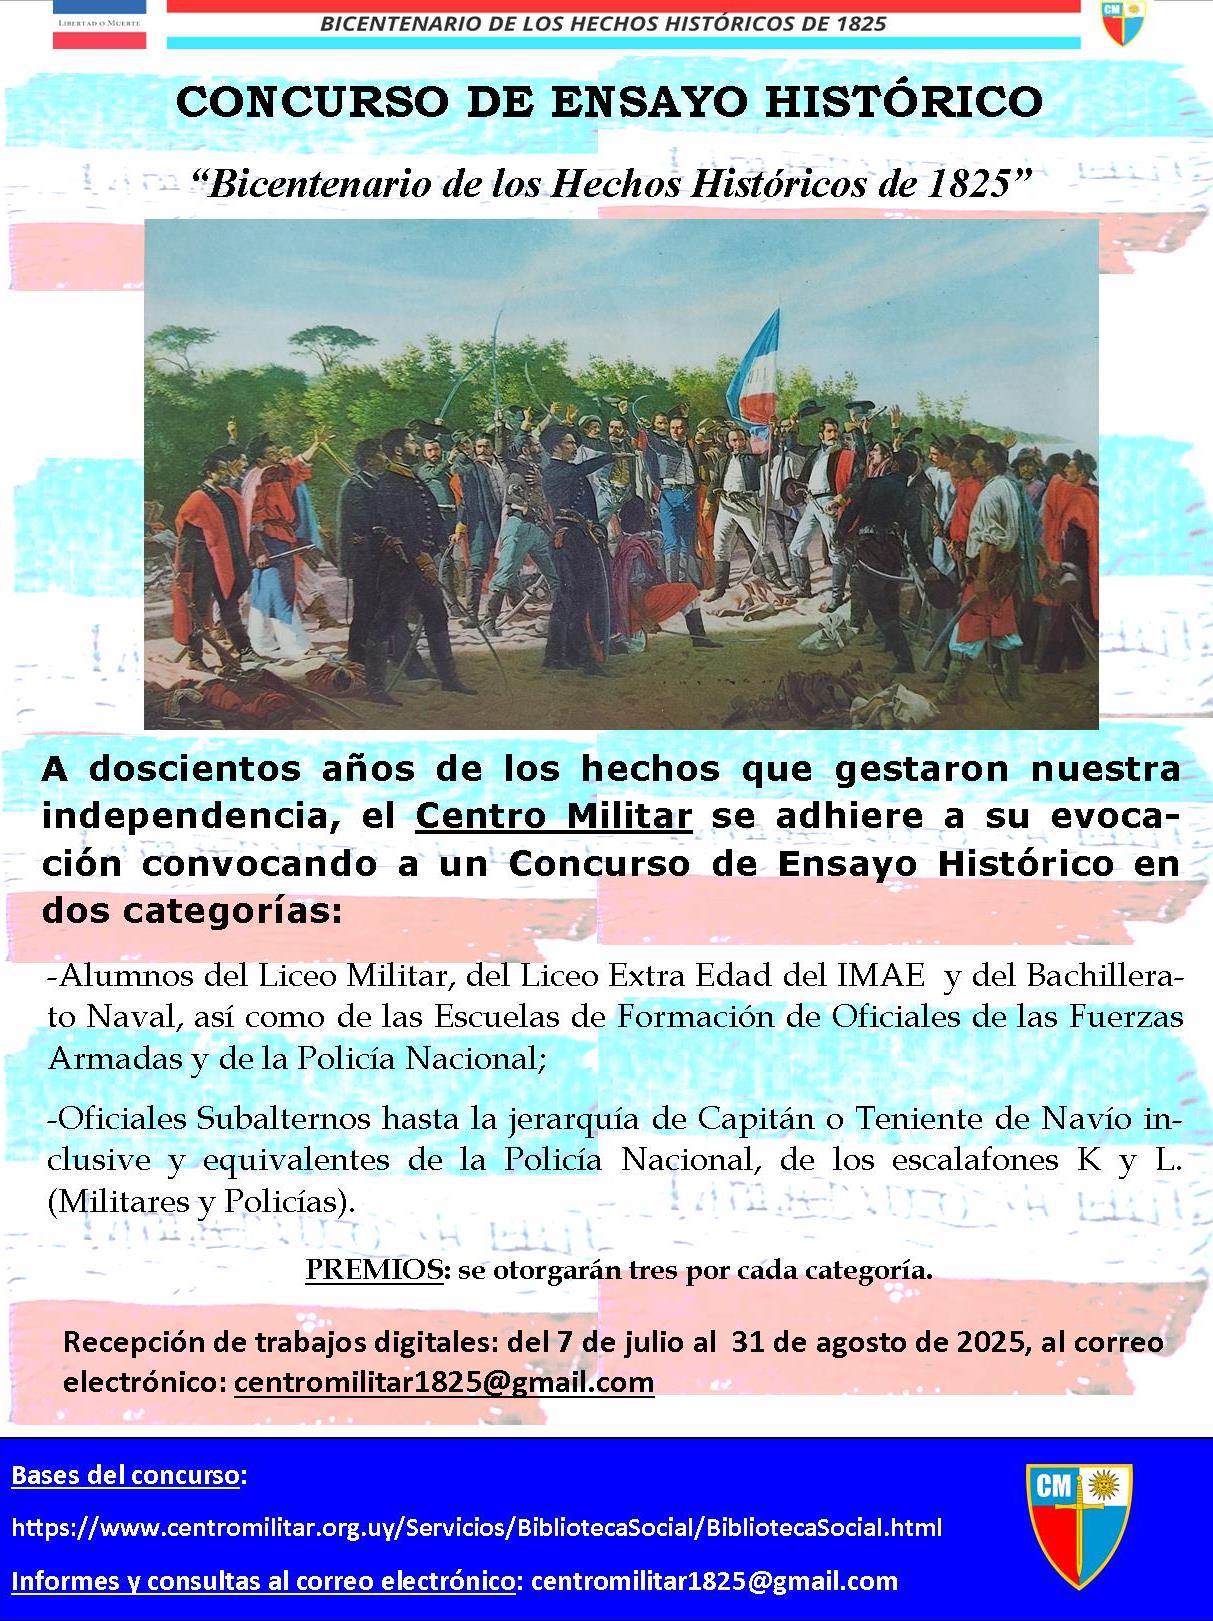 LIBERTAD O MUERTE
BICENTENARIO DE LOS HECHOS HISTÓRICOS DE 1825
CM
CONCURSO DE ENSAYO HISTÓRICO
“Bicentenario de los Hechos Históricos de 1825”
A doscientos años de los hechos que gestaron nuestra
independencia, el Centro Militar se adhiere a su evoca-
ción convocando a un Concurso de Ensayo Histórico en
dos categorías:
-Alumnos del Liceo Militar, del Liceo Extra Edad del IMAE y del Bachillera-
to Naval, así como de las Escuelas de Formación de Oficiales de las Fuerzas
Armadas y de la Policía Nacional;
-Oficiales Subalternos hasta la jerarquía de Capitán o Teniente de Navío in-
clusive y equivalentes de la Policía Nacional, de los escalafones K y L.
(Militares y Policías).
PREMIOS: se otorgarán tres por cada categoría.
Recepción de trabajos digitales: del 7 de julio al 31 de agosto de 2025, al correo
electrónico: centromilitar1825@gmail.com
Bases del concurso:
https://www.centromilitar.org.uy/Servicios/BibliotecaSocial/BibliotecaSocial.html
Informes y consultas al correo electrónico: centromilitar1825@gmail.com
CM